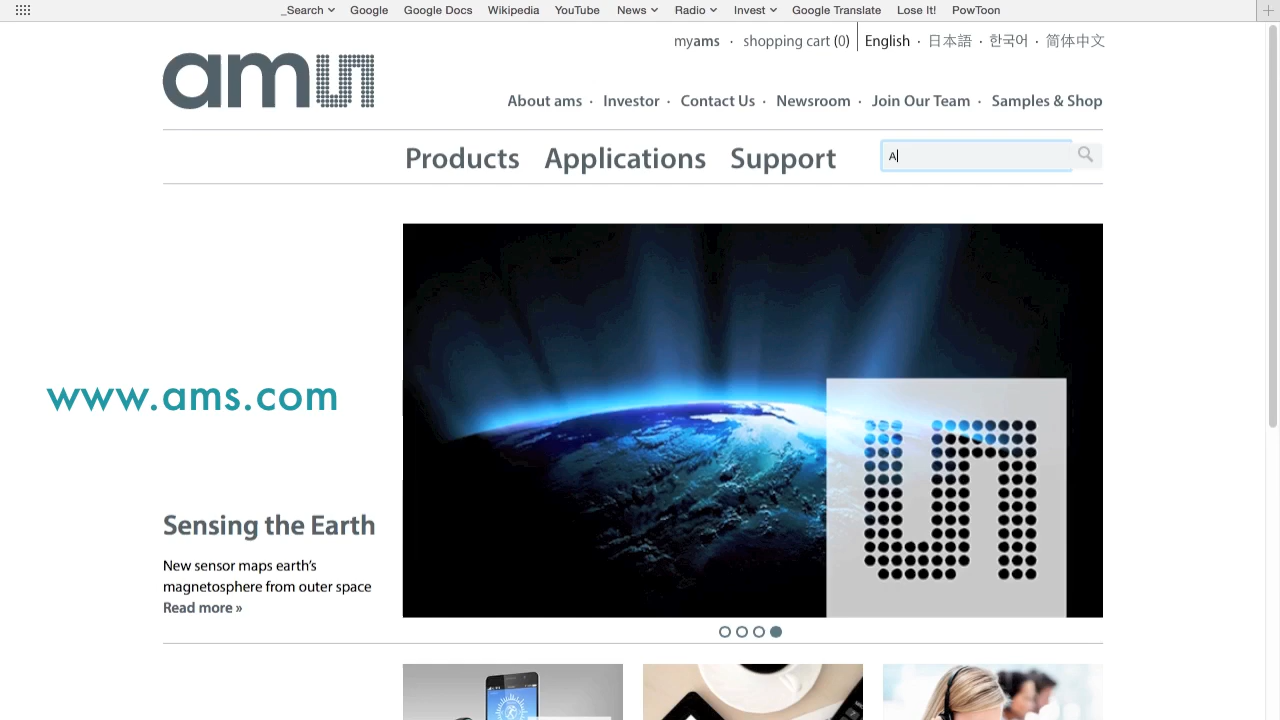 _Search Google Google Docs Wikipedia YouTube News Radio Invest Google Translate Lose It! PowToon
myams · shopping cart (0) English · 日本語 · 한국어 · 简体中文
am
About ams · Investor · Contact Us · Newsroom · Join Our Team · Samples & Shop
Products Applications Support A
www.ams.com
Sensing the Earth
New sensor maps earth's
magnetosphere from outer space
Read more »